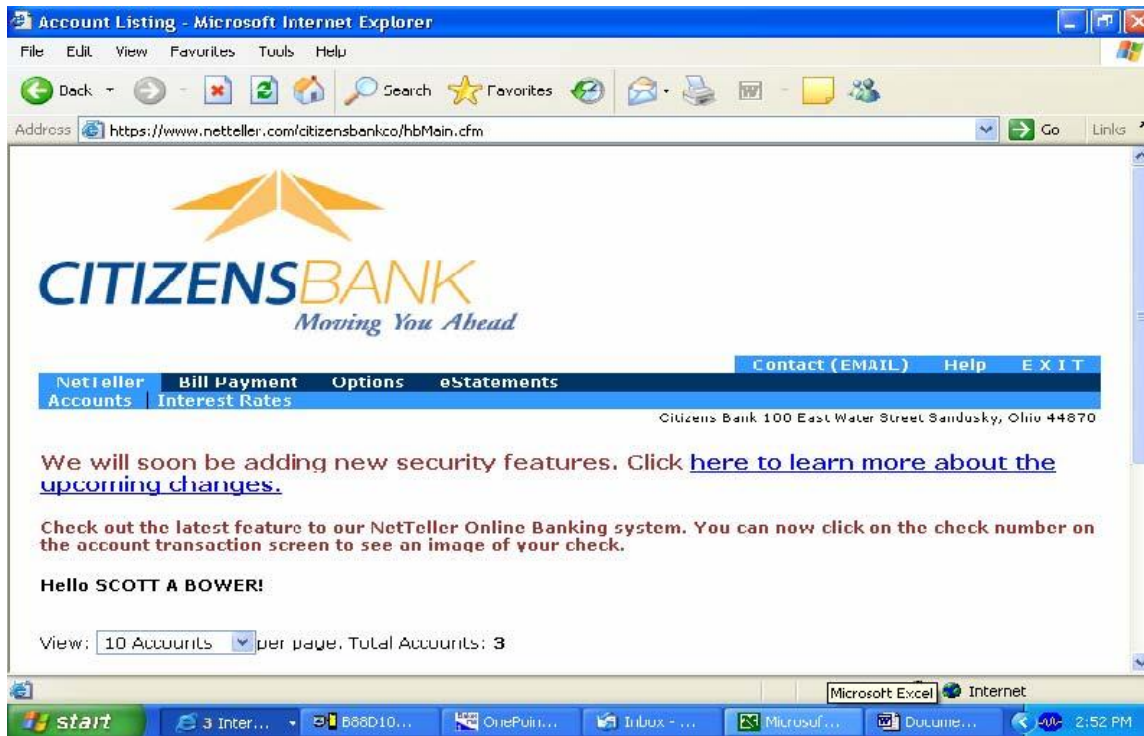 Account Listing - Microsoft Internet Explorer
File Edit View Favorites Tools Help
Back Search Favorites
Address https://www.netteller.com/citizensbankco/hbMain.cfm Go Links
CITIZENSBANK
Moving You Ahead
Contact (EMAIL) Help EXIT
NetTeller Bill Payment Options eStatements
Accounts Interest Rates
Citizens Bank 100 East Water Street Sandusky, Ohio 44870
We will soon be adding new security features. Click here to learn more about the
upcoming changes.
Check out the latest feature to our NetTeller Online Banking system. You can now click on the check number on
the account transaction screen to see an image of your check.
Hello SCOTT A BOWER!
View: 10 Accounts per page. Total Accounts: 3
Microsoft Excel Internet
start 3 Inter... B88D10... OnePoin... Inbox - ... Microsof... Docume... 2:52 PM